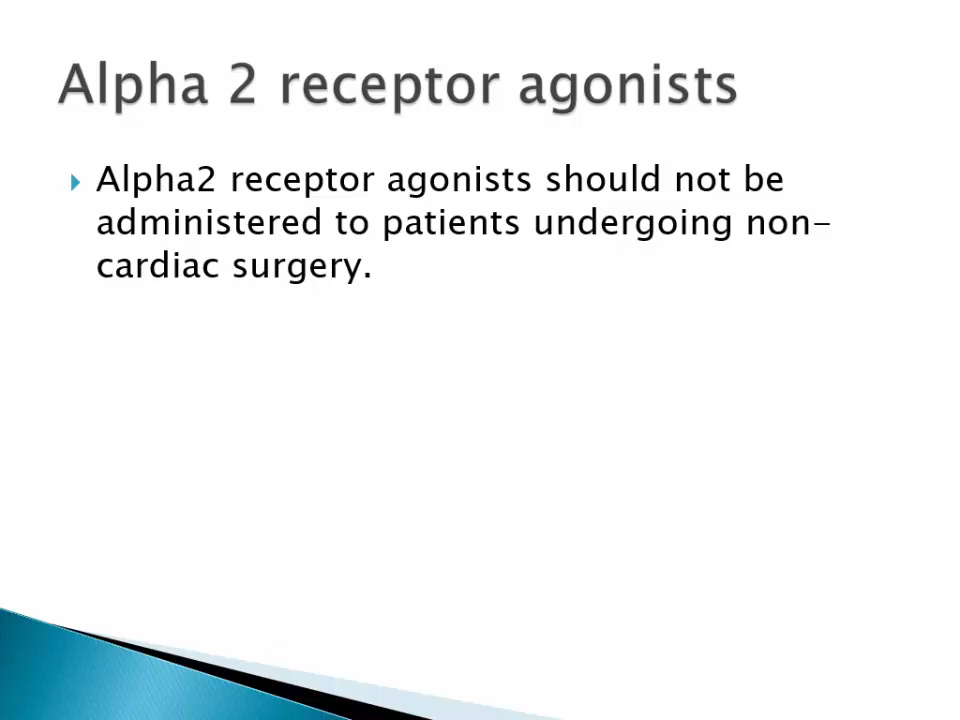 Alpha 2 receptor agonists
Alpha2 receptor agonists should not be
administered to patients undergoing non-
cardiac surgery.